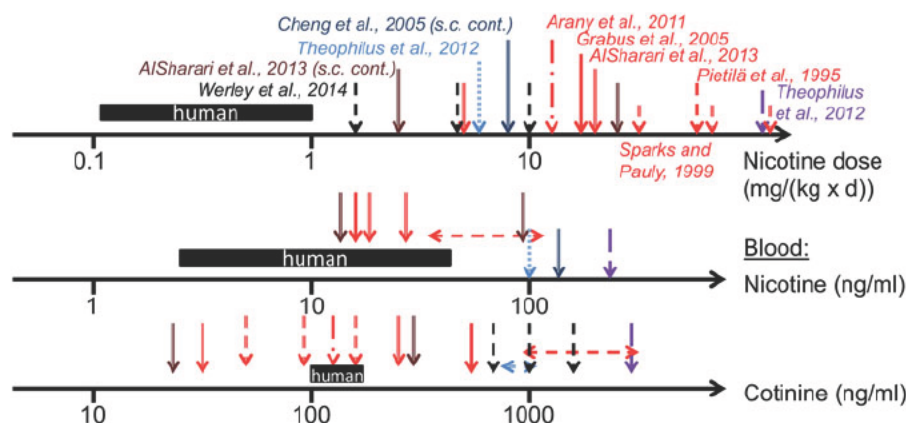 Cheng et al., 2005 (s.c. cont.)
Arany et al., 2011
Theophilus et al., 2012
Grabus et al., 2005
AlSharari et al., 2013 (s.c. cont.)
AlSharari et al., 2013
Werley et al., 2014
Pietilä et al., 1995
Theophilus
et al., 2012
human
0.1
1
10
Sparks and
Pauly, 1999
Nicotine dose
(mg/(kg x d))
human
Blood:
Nicotine (ng/ml)
1
10
100
human
Cotinine (ng/ml)
10
100
1000